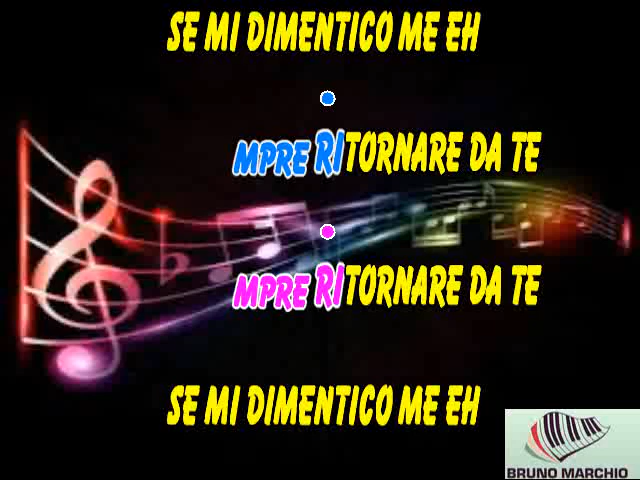 SE MI DIMENTICO ME EH
MPRE RITORNARE DA TE
MPRE RITORNARE DA TE
SE MI DIMENTICO ME EH
BRUNO MARCHIO